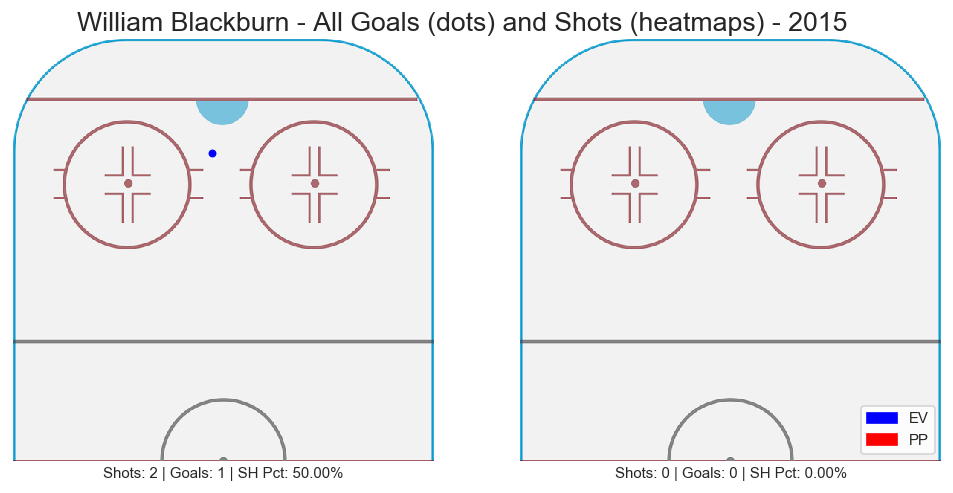 William Blackburn - All Goals (dots) and Shots (heatmaps) - 2015
EV
PP
Shots: 2 | Goals: 1 | SH Pct: 50.00%
Shots: 0 | Goals: 0 | SH Pct: 0.00%